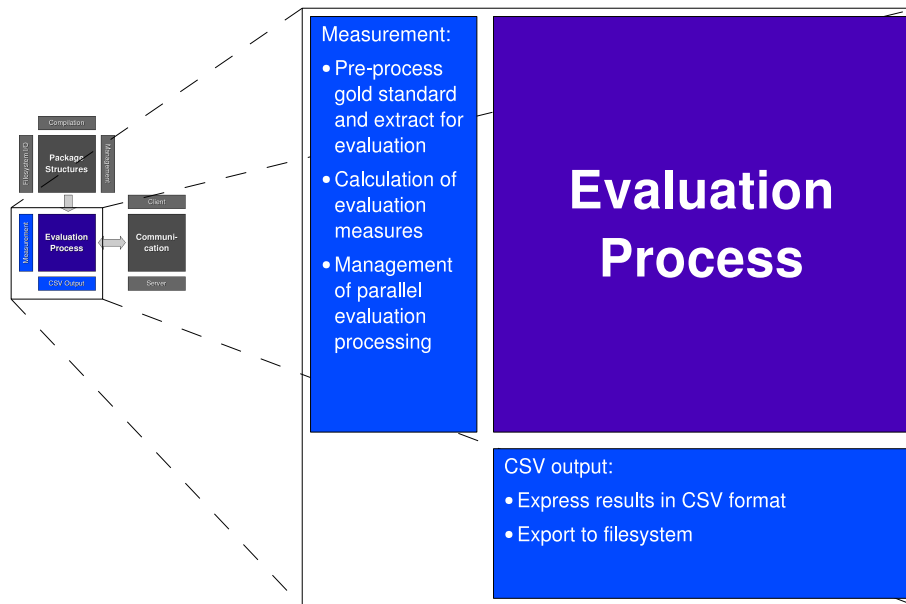 Compilation
Filesystem I/O
Package
Structures
Management
Client
Measurement
Evaluation
Process
Communi-
cation
CSV Output
Server
Measurement:
• Pre-process
gold standard
and extract for
evaluation
• Calculation of
evaluation
measures
• Management
of parallel
evaluation
processing
Evaluation
Process
CSV output:
• Express results in CSV format
• Export to filesystem